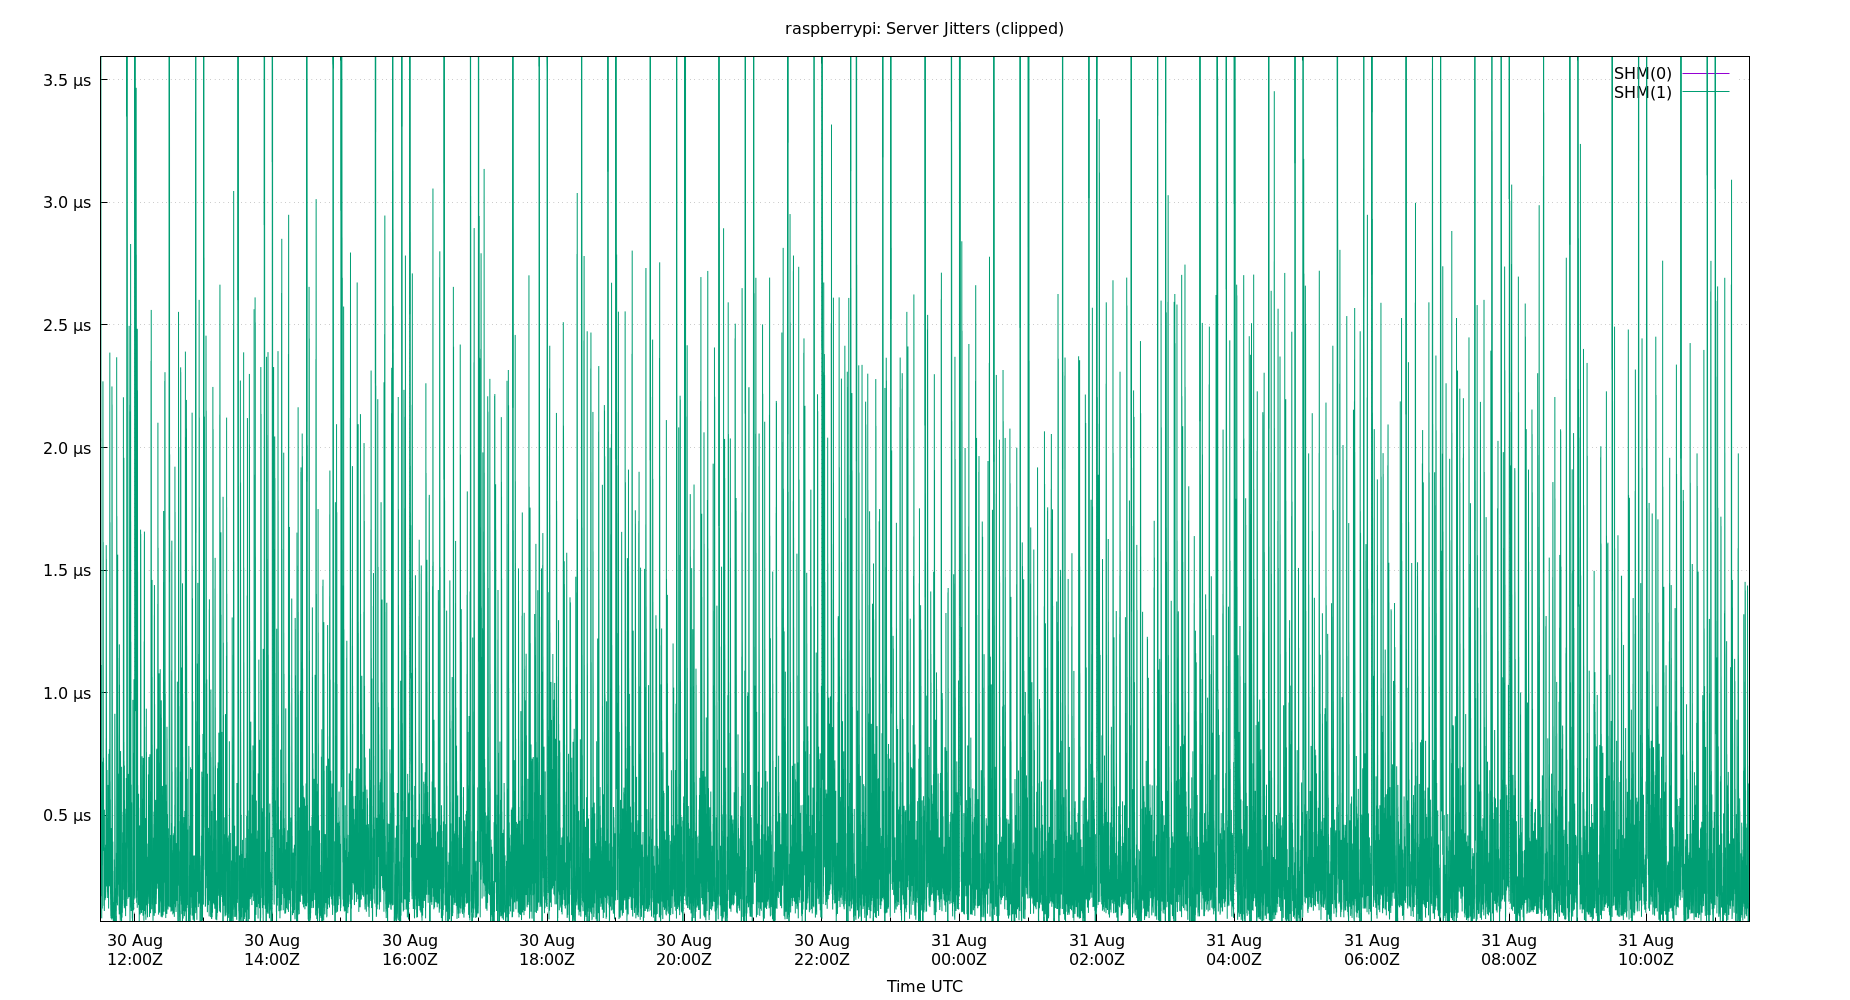 raspberrypi: Server Jitters (clipped)
3.5 μs
3.0 μs
2.5 μs
2.0 μs
1.5 μs
1.0 μs
0.5 μs
SHM(0)
SHM(1)
30 Aug 30 Aug 30 Aug 30 Aug 30 Aug 30 Aug 31 Aug 31 Aug 31 Aug 31 Aug 31 Aug 31 Aug
12:00Z 14:00Z 16:00Z 18:00Z 20:00Z 22:00Z 00:00Z 02:00Z 04:00Z 06:00Z 08:00Z 10:00Z
Time UTC